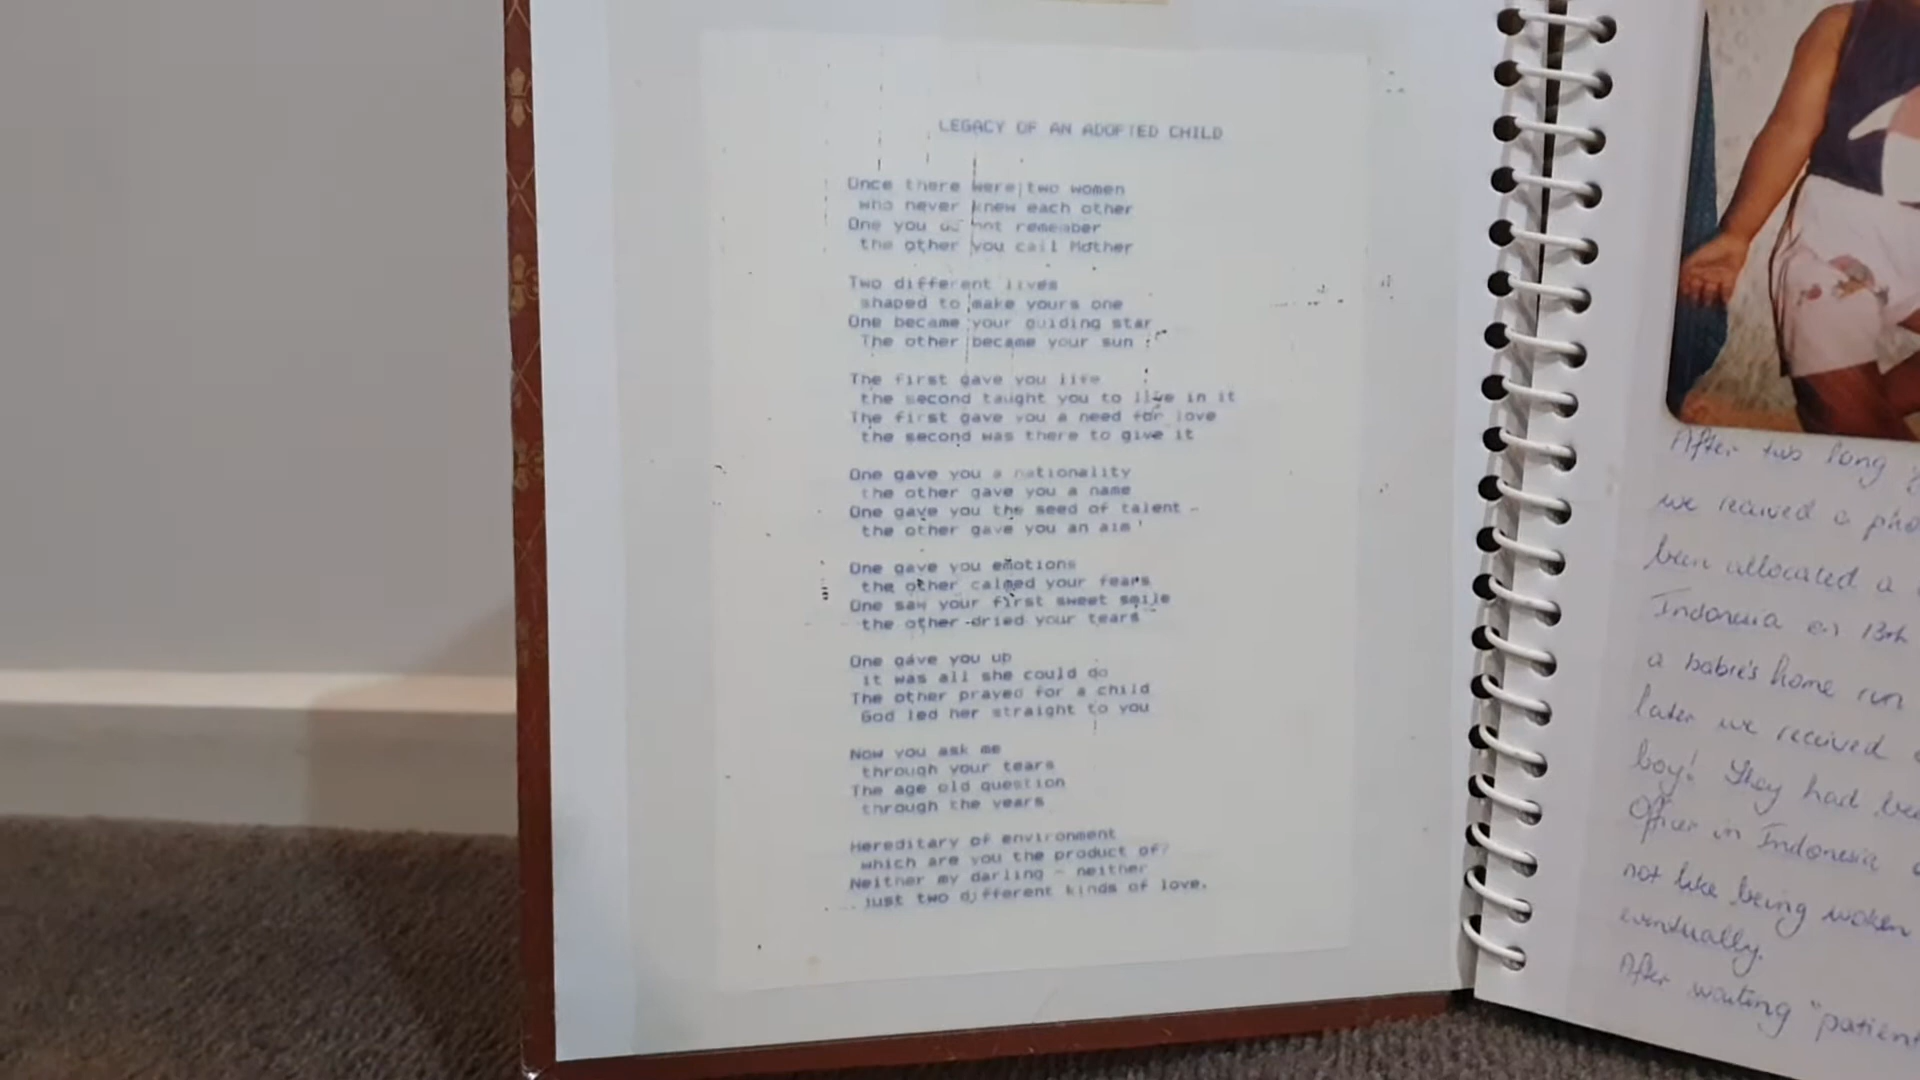 LEGACY OF AN ADOPTED CHILD
Once there were two women
who never knew each other
One you do not remember
the other you call Mother
Two different lives
shaped to make yours one
One became your guiding star
The other became your sun
The first gave you life
the second taught you to live in it
The first gave you a need for love
the second was there to give it
One gave you a nationality
the other gave you a name
One gave you the seed of talent
the other gave you an aim
One gave you emotions
the other calmed your fears
One saw your first sweet smile
the other dried your tears
One gave you up
it was all she could do
The other prayed for a child
God led her straight to you
Now you ask me
through your tears
The age old question
through the years
Hereditary of environment
which are you the product of?
Neither my darling - neither
just two different kinds of love.
After two long
we received a
been allocated a
Indonesia on 13th
a babie's home run
later we received
boy! They had
Officer in Indonesia
not like being woken
eventually.
After waiting "patient